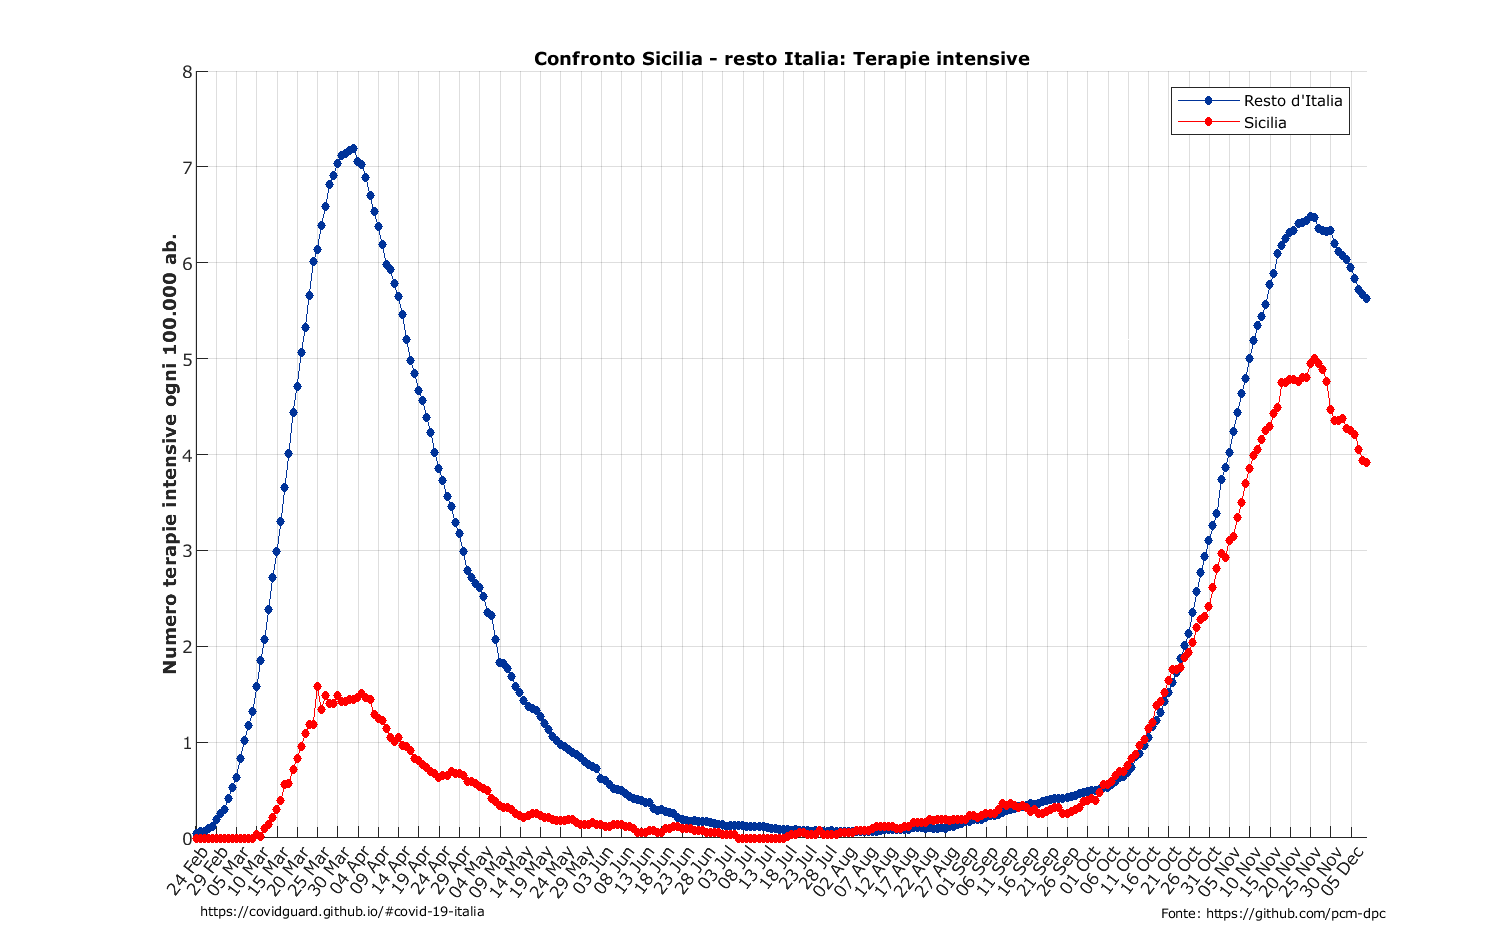 Confronto Sicilia - resto Italia: Terapie intensive
Numero terapie intensive ogni 100.000 ab.
8
7
6
5
4
3
2
1
0
Resto d'Italia
Sicilia
24 Feb
29 Feb
05 Mar
10 Mar
15 Mar
20 Mar
25 Mar
30 Mar
04 Apr
09 Apr
14 Apr
19 Apr
24 Apr
29 Apr
04 May
09 May
14 May
19 May
24 May
29 May
03 Jun
08 Jun
13 Jun
18 Jun
23 Jun
28 Jun
03 Jul
08 Jul
13 Jul
18 Jul
23 Jul
28 Jul
02 Aug
07 Aug
12 Aug
17 Aug
22 Aug
27 Aug
01 Sep
06 Sep
11 Sep
16 Sep
21 Sep
26 Sep
01 Oct
06 Oct
11 Oct
16 Oct
21 Oct
26 Oct
31 Oct
05 Nov
10 Nov
15 Nov
20 Nov
25 Nov
30 Nov
05 Dec
https://covidguard.github.io/#covid-19-italia
Fonte: https://github.com/pcm-dpc